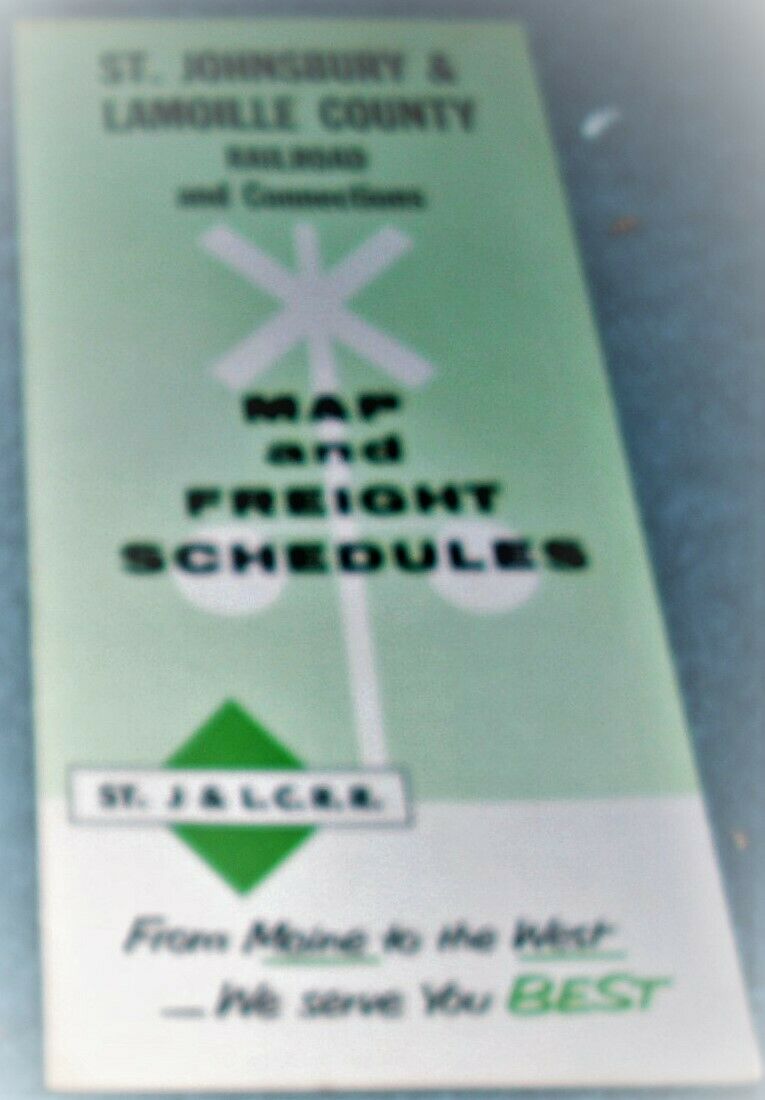 ST. JOHNSBURY &
LAMOILLE COUNTY
RAILROAD
and Connections
MAP
and
FREIGHT
SCHEDULES
ST. J & L.C.R.R.
From Maine to the West
— We serve You BEST